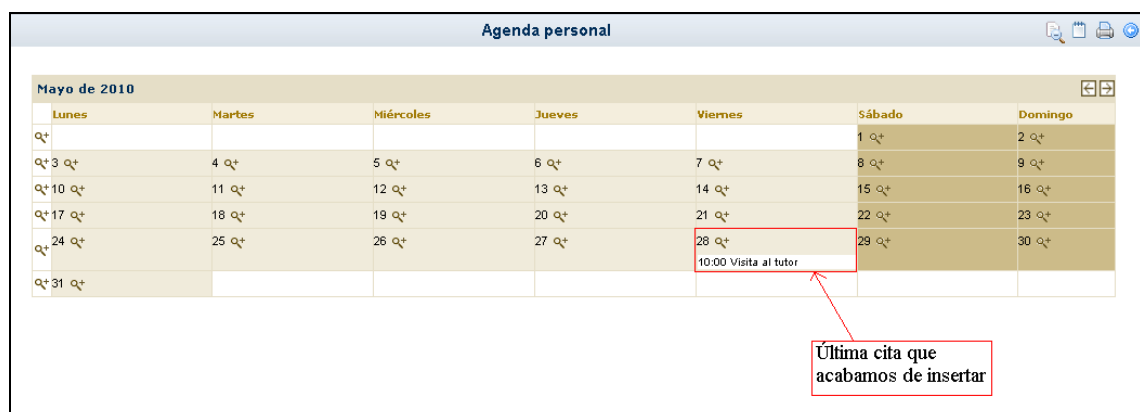 Agenda personal
Mayo de 2010
Lunes Martes Miércoles Jueves Viernes Sábado Domingo
1 2
3 4 5 6 7 8 9
10 11 12 13 14 15 16
17 18 19 20 21 22 23
24 25 26 27 28 29 30
10:00 Visita al tutor
31
Última cita que
acabamos de insertar